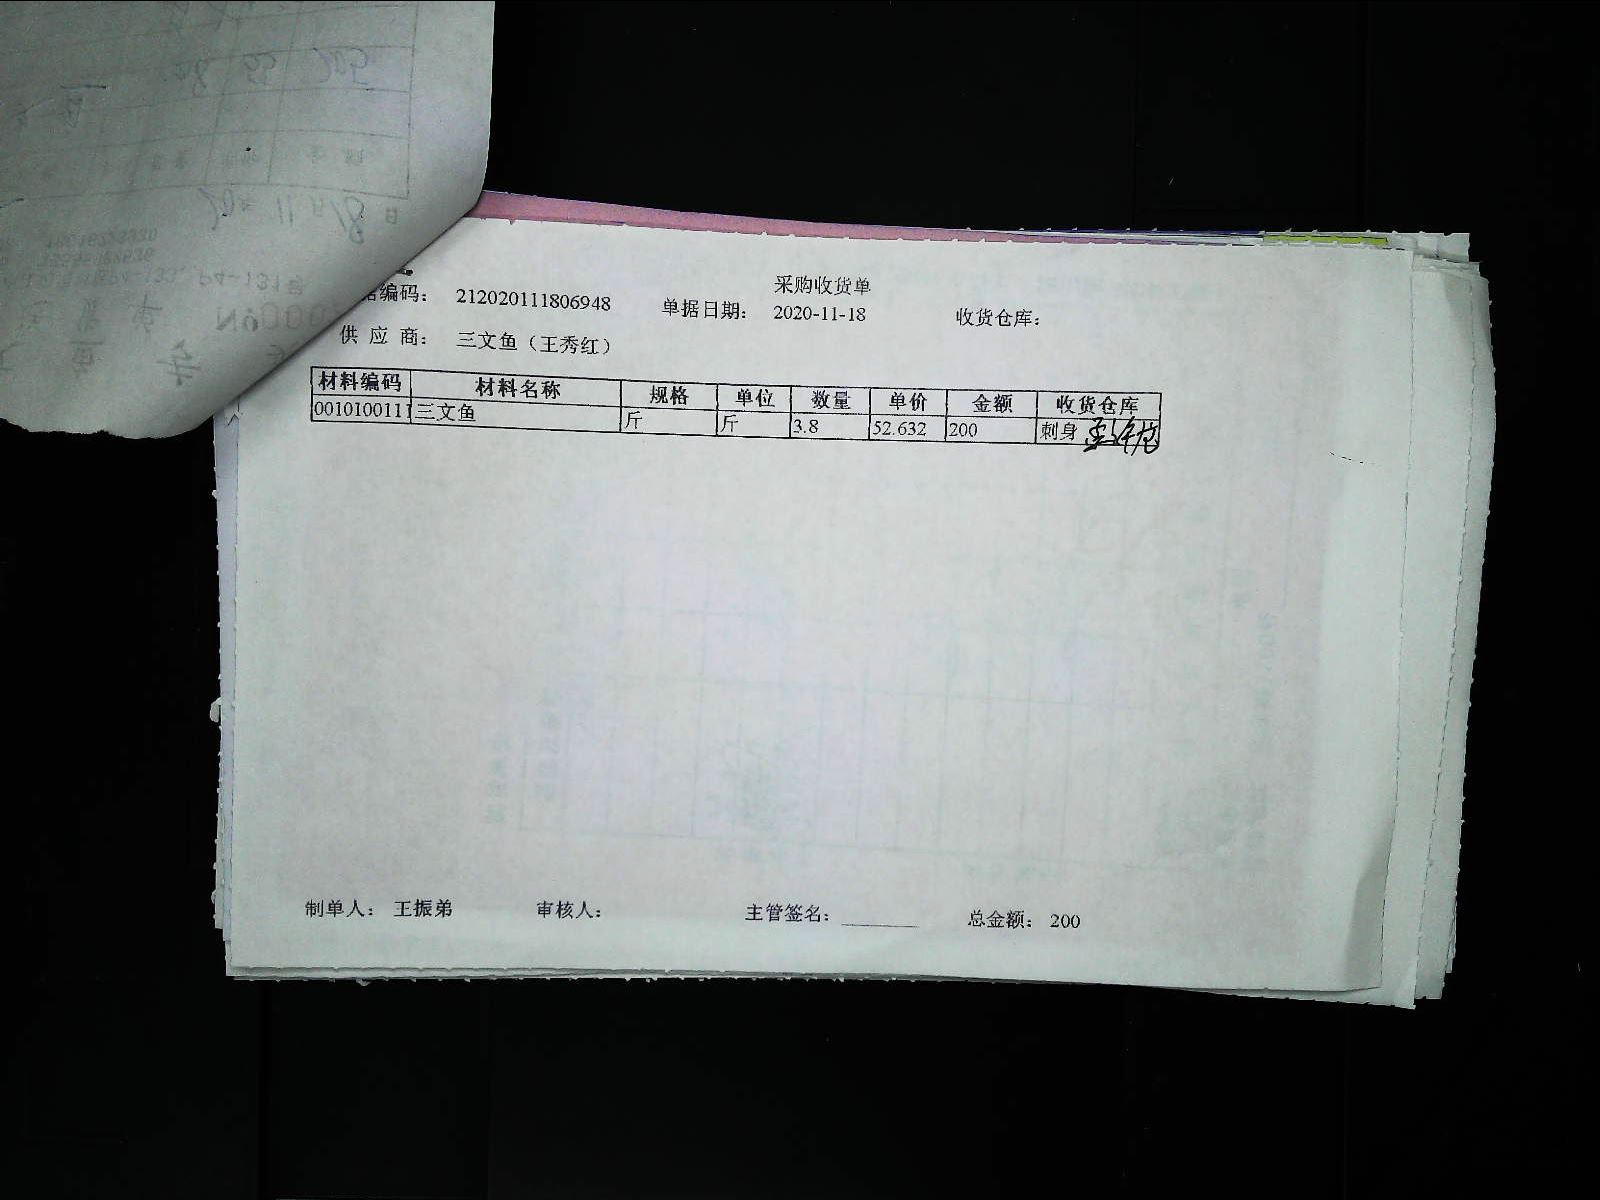 采购收货单
编码： 212020111806948 单据日期： 2020-11-18 收货仓库：
供 应 商： 三文鱼（王秀红）
材料编码 材料名称 规格 单位 数量 单价 金额 收货仓库
0010100111 三文鱼 斤 斤 3.8 52.632 200 刺身
制单人： 王振弟 审核人： 主管签名： ________ 总金额： 200